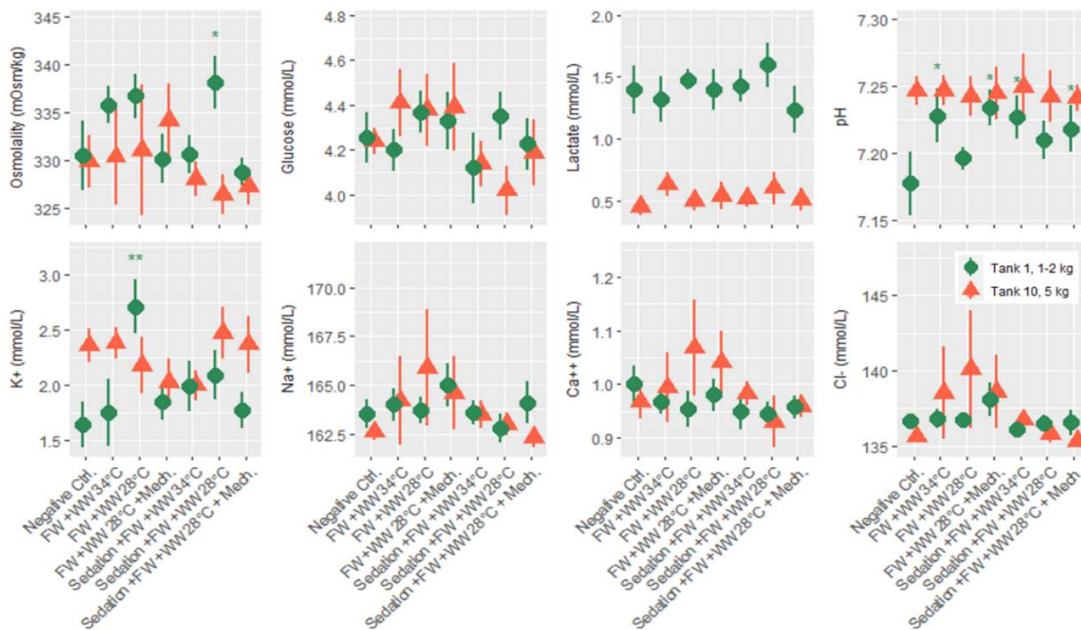 Osmolality (mOsm/kg)
345
340
335
330
325
Glucose (mmol/L)
4.8
4.6
4.4
4.2
4.0
Lactate (mmol/L)
2.0
1.5
1.0
0.5
pH
7.30
7.25
7.20
7.15
*
* * * *
K+ (mmol/L)
3.0
2.5
2.0
1.5
**
Na+ (mmol/L)
170.0
167.5
165.0
162.5
Ca++ (mmol/L)
1.2
1.1
1.0
0.9
Cl- (mmol/L)
145
140
135
Tank 1, 1-2 kg
Tank 10, 5 kg
Negative Ctrl.
FW +WW34°C
FW +WW28°C
FW+WW 28°C +Mech.
Sedation +FW +WW34°C
Sedation +FW +WW28°C
Sedation +FW+WW28°C + Mech.
Negative Ctrl.
FW +WW34°C
FW +WW28°C
FW+WW 28°C +Mech.
Sedation +FW +WW34°C
Sedation +FW +WW28°C
Sedation +FW+WW28°C + Mech.
Negative Ctrl.
FW +WW34°C
FW +WW28°C
FW+WW 28°C +Mech.
Sedation +FW +WW34°C
Sedation +FW +WW28°C
Sedation +FW+WW28°C + Mech.
Negative Ctrl.
FW +WW34°C
FW +WW28°C
FW+WW 28°C +Mech.
Sedation +FW +WW34°C
Sedation +FW +WW28°C
Sedation +FW+WW28°C + Mech.